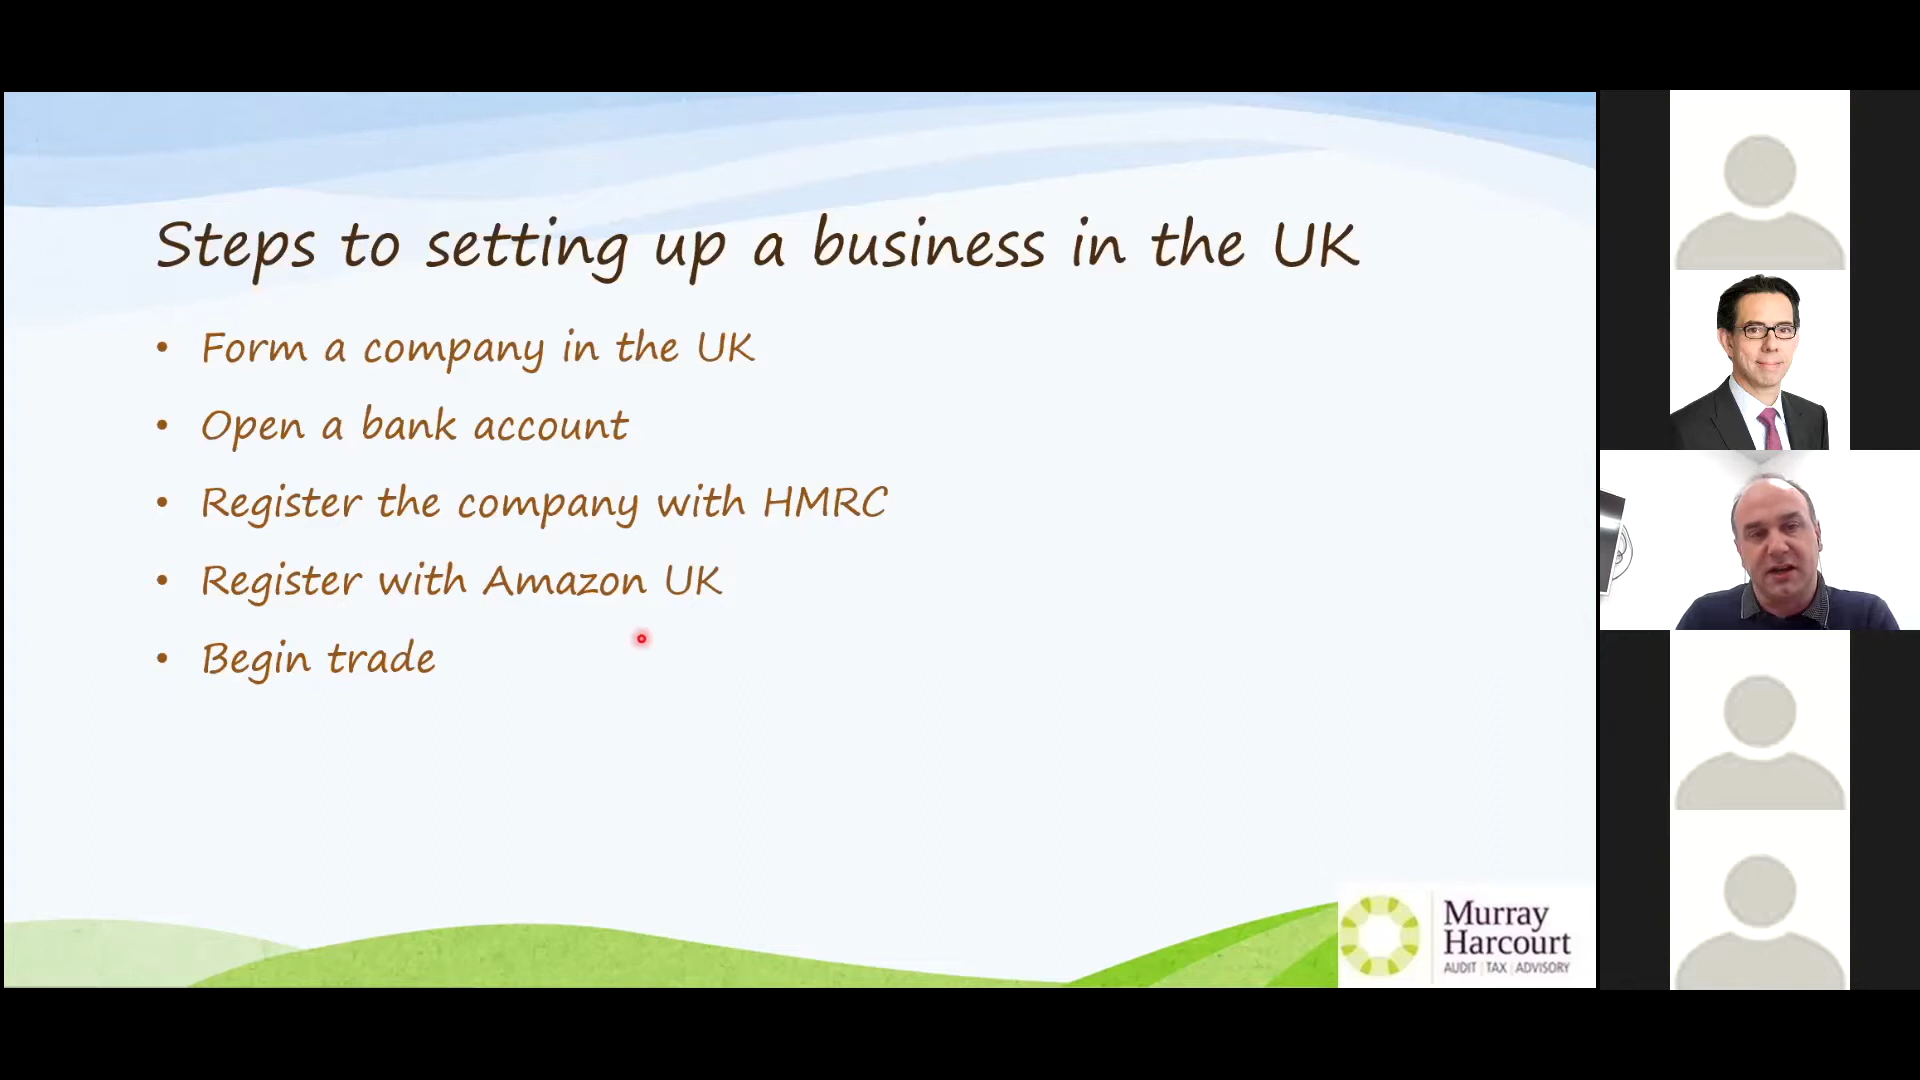 Steps to setting up a business in the UK
• Form a company in the UK
• Open a bank account
• Register the company with HMRC
• Register with Amazon UK
• Begin trade
Murray
Harcourt
AUDIT | TAX | ADVISORY